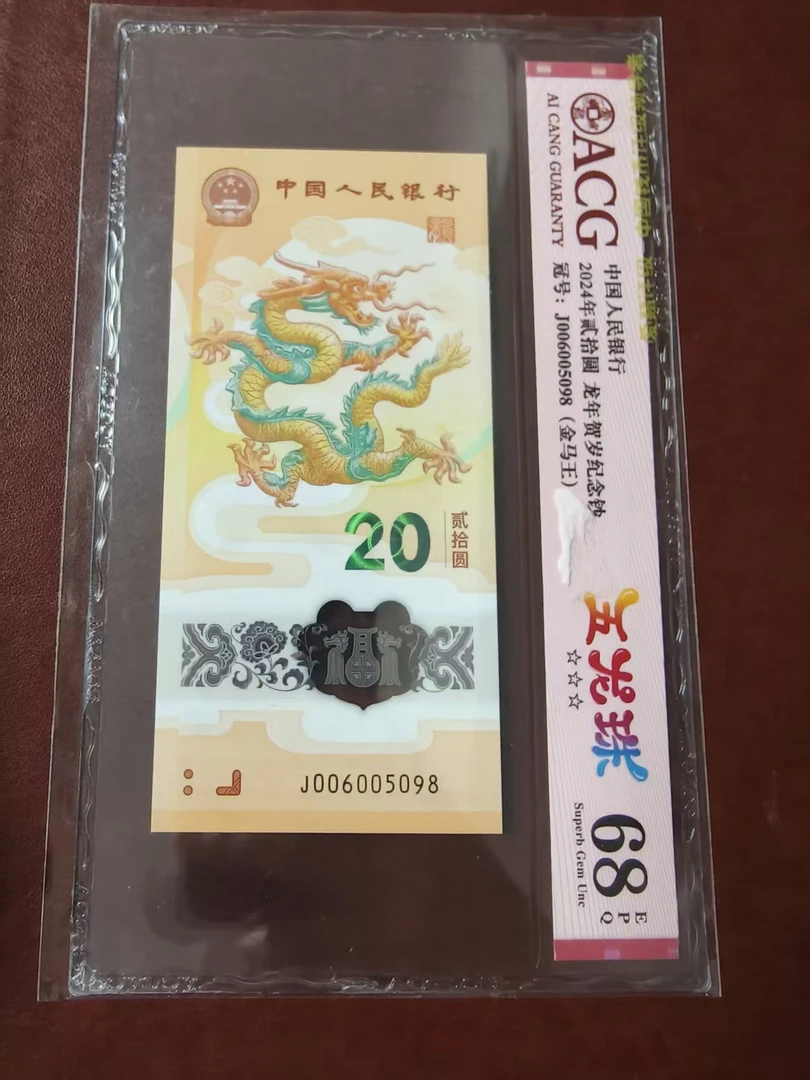 中国人民银行
20
贰拾圆
福
J006005098
ACG
AI CANG GUARANTY
中国人民银行
2024年贰拾圆 龙年贺岁纪念钞
冠号：J006005098（金马王）
五龙珠
☆☆☆
68
EPQ
Superb Gem Unc